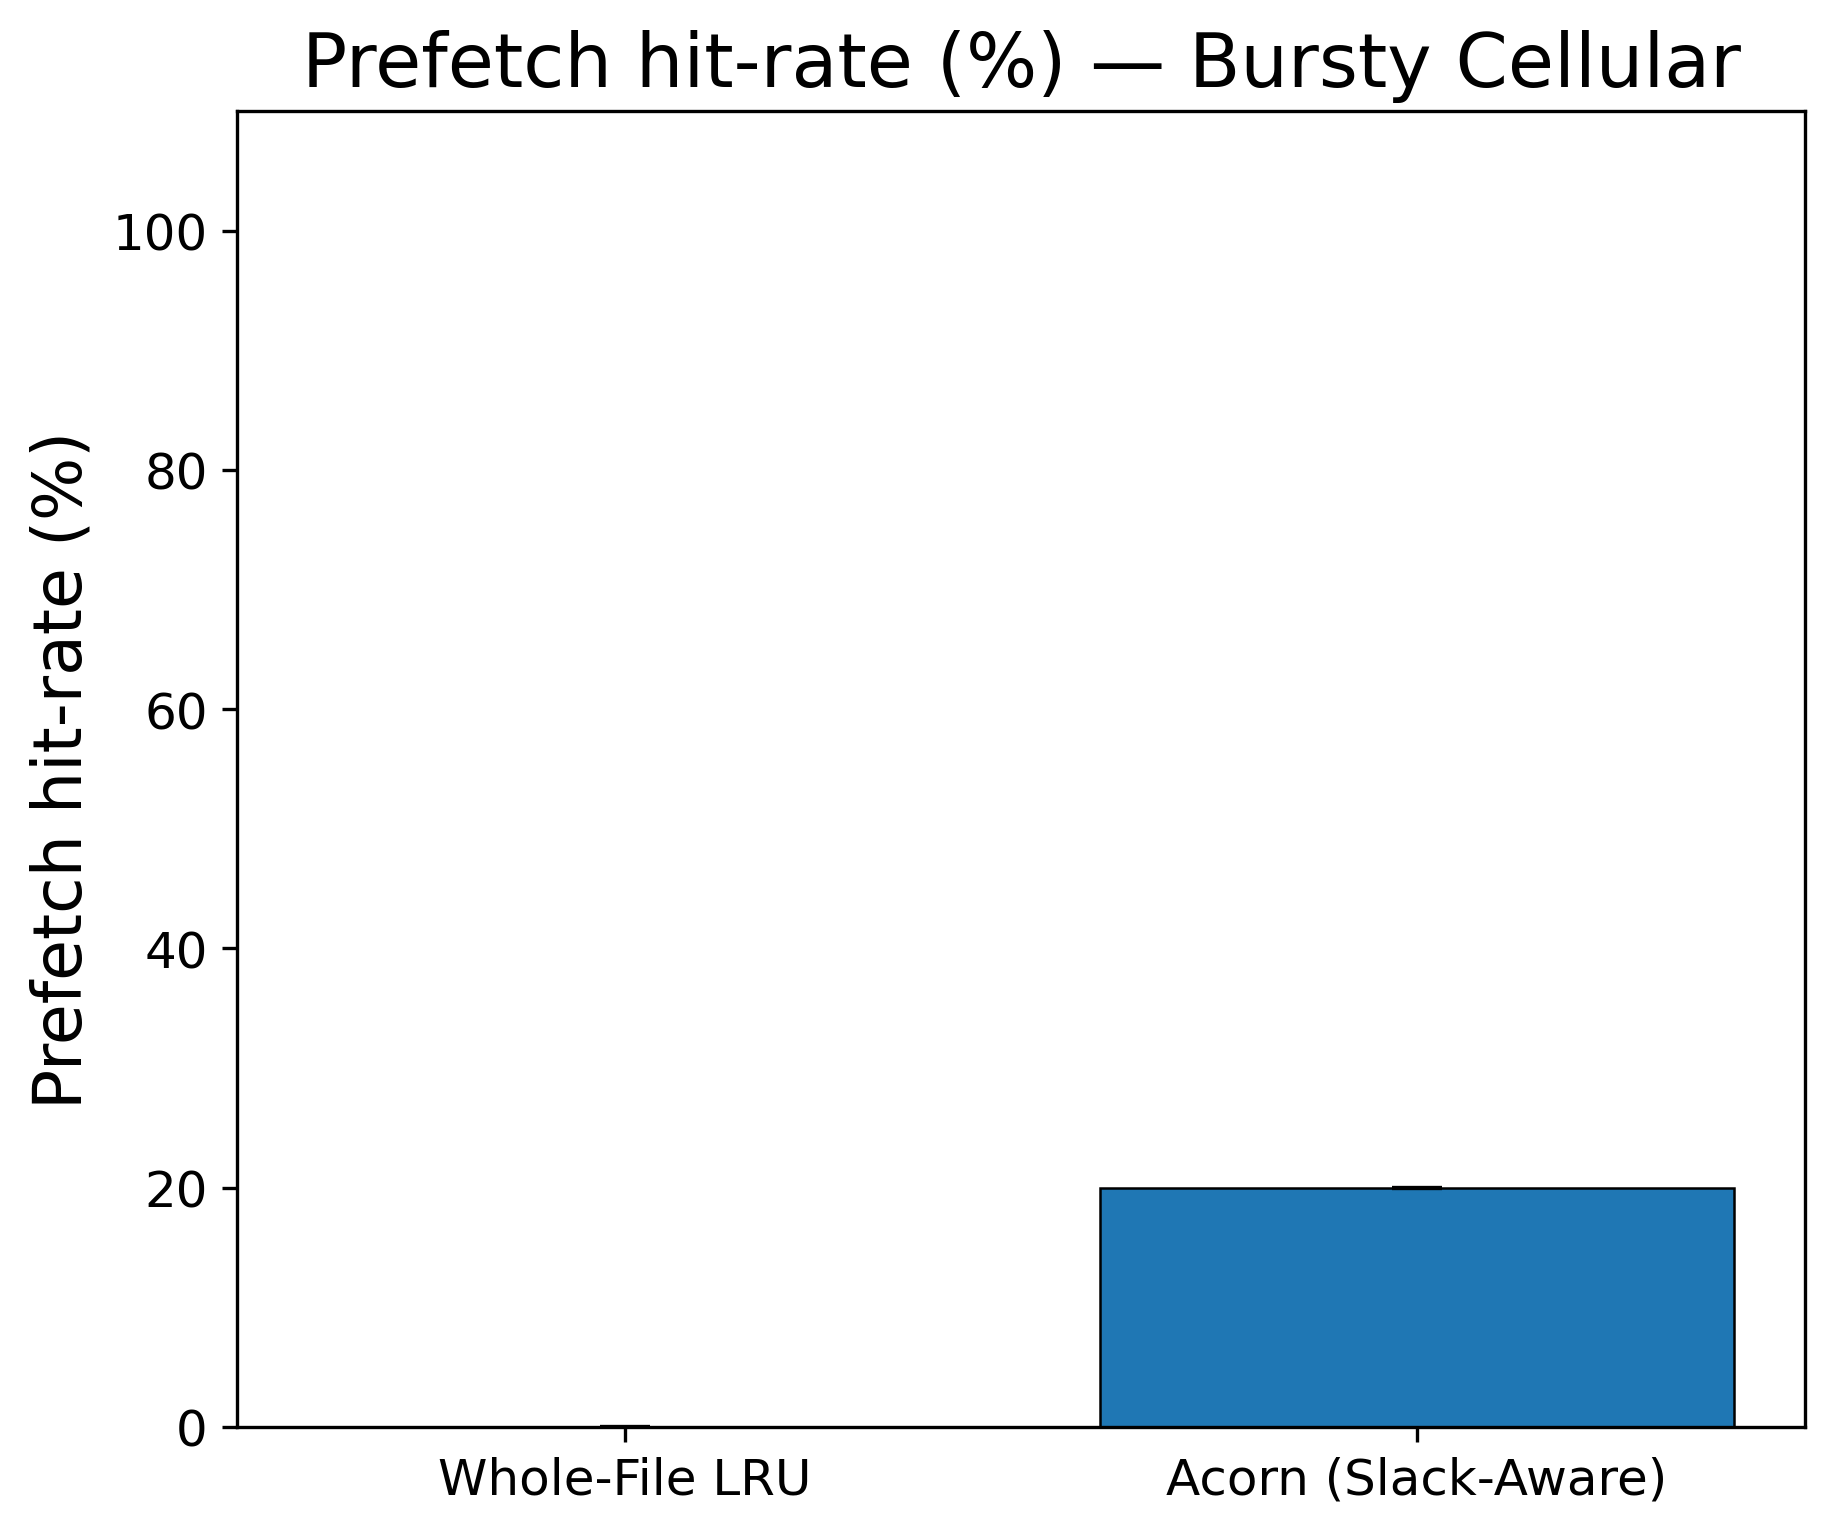 Prefetch hit-rate (%) — Bursty Cellular
Prefetch hit-rate (%)
100
80
60
40
20
0
Whole-File LRU
Acorn (Slack-Aware)